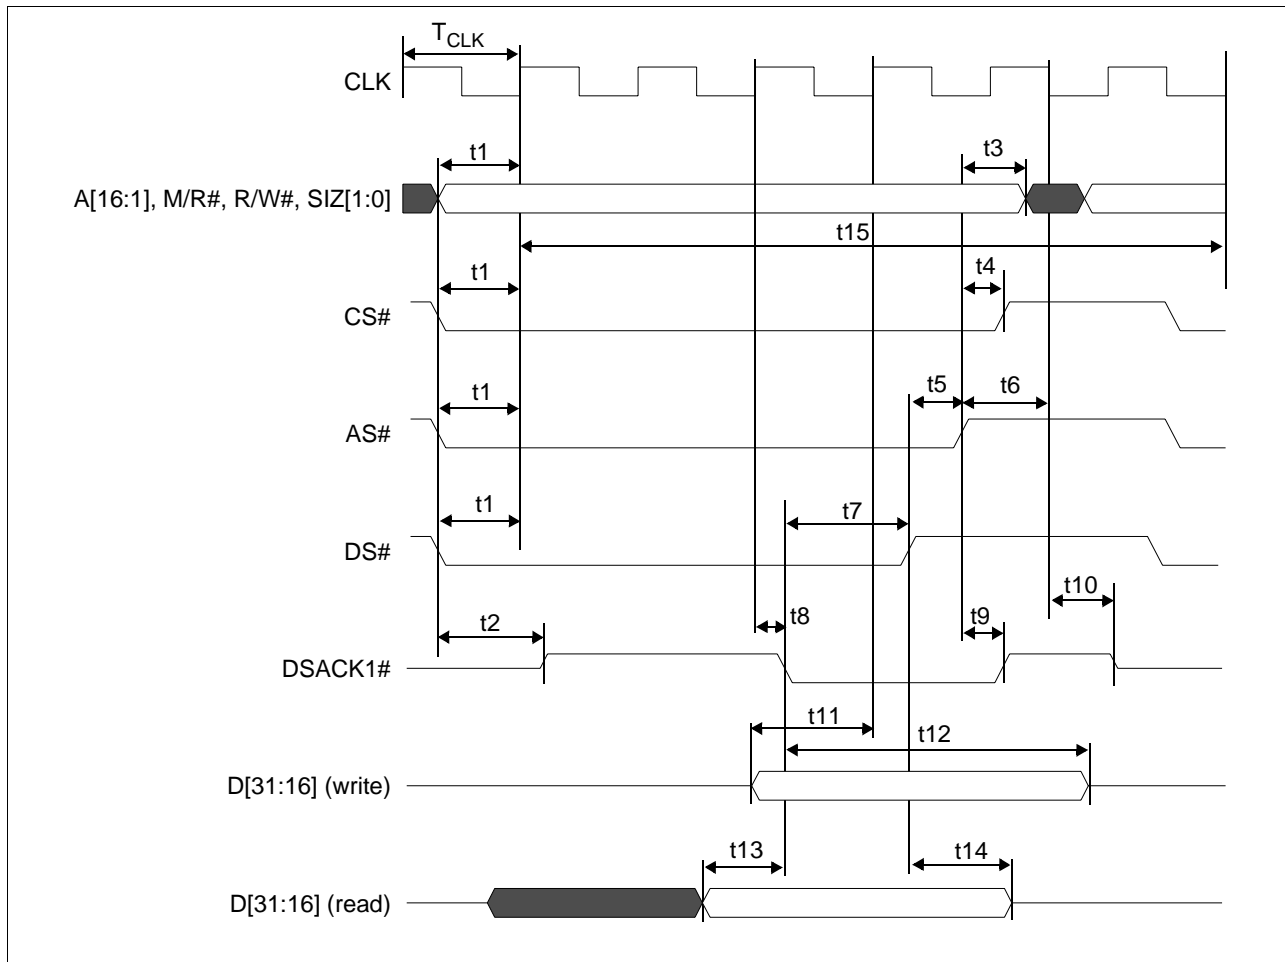 TCLK
CLK
t1
t3
A[16:1], M/R#, R/W#, SIZ[1:0]
t15
t1
t4
CS#
t1
t5
t6
AS#
t1
t7
DS#
t2
t8
t9
t10
DSACK1#
t11
t12
D[31:16] (write)
t13
t14
D[31:16] (read)